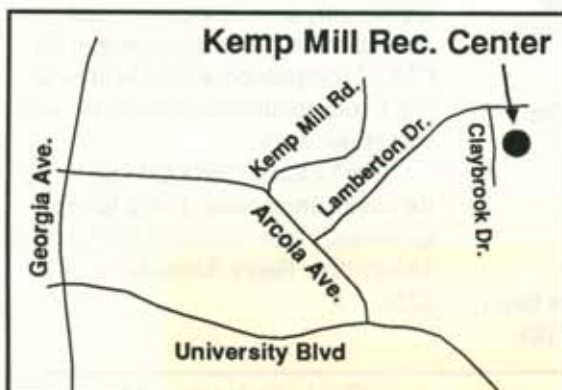 Kemp Mill Rec. Center
Georgia Ave.
Kemp Mill Rd.
Lamberton Dr.
Claybrook Dr.
Arcola Ave.
University Blvd